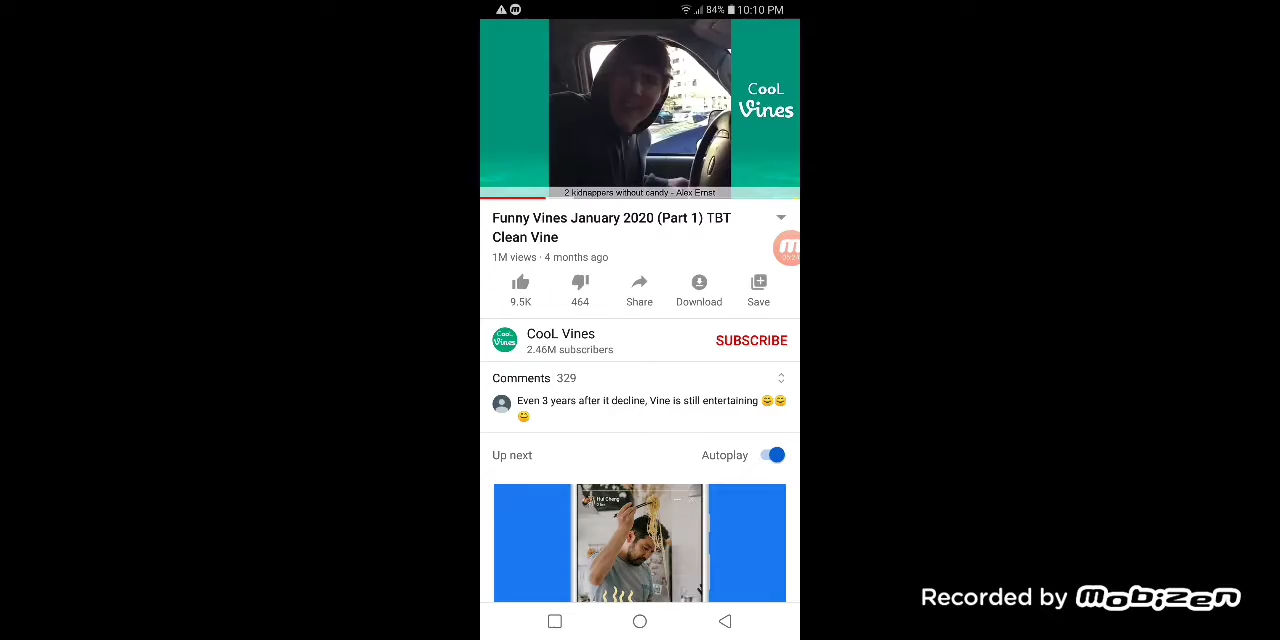 84% 10:10 PM
CooL
Vines
2 kidnappers without candy - Alex Ernst
Funny Vines January 2020 (Part 1) TBT
Clean Vine
1M views · 4 months ago
9.5K
464
Share
Download
Save
CooL Vines
2.46M subscribers
SUBSCRIBE
Comments 329
Even 3 years after it decline, Vine is still entertaining 😊😊
😊
Up next
Autoplay
Hui Cheng
Recorded by mobizen